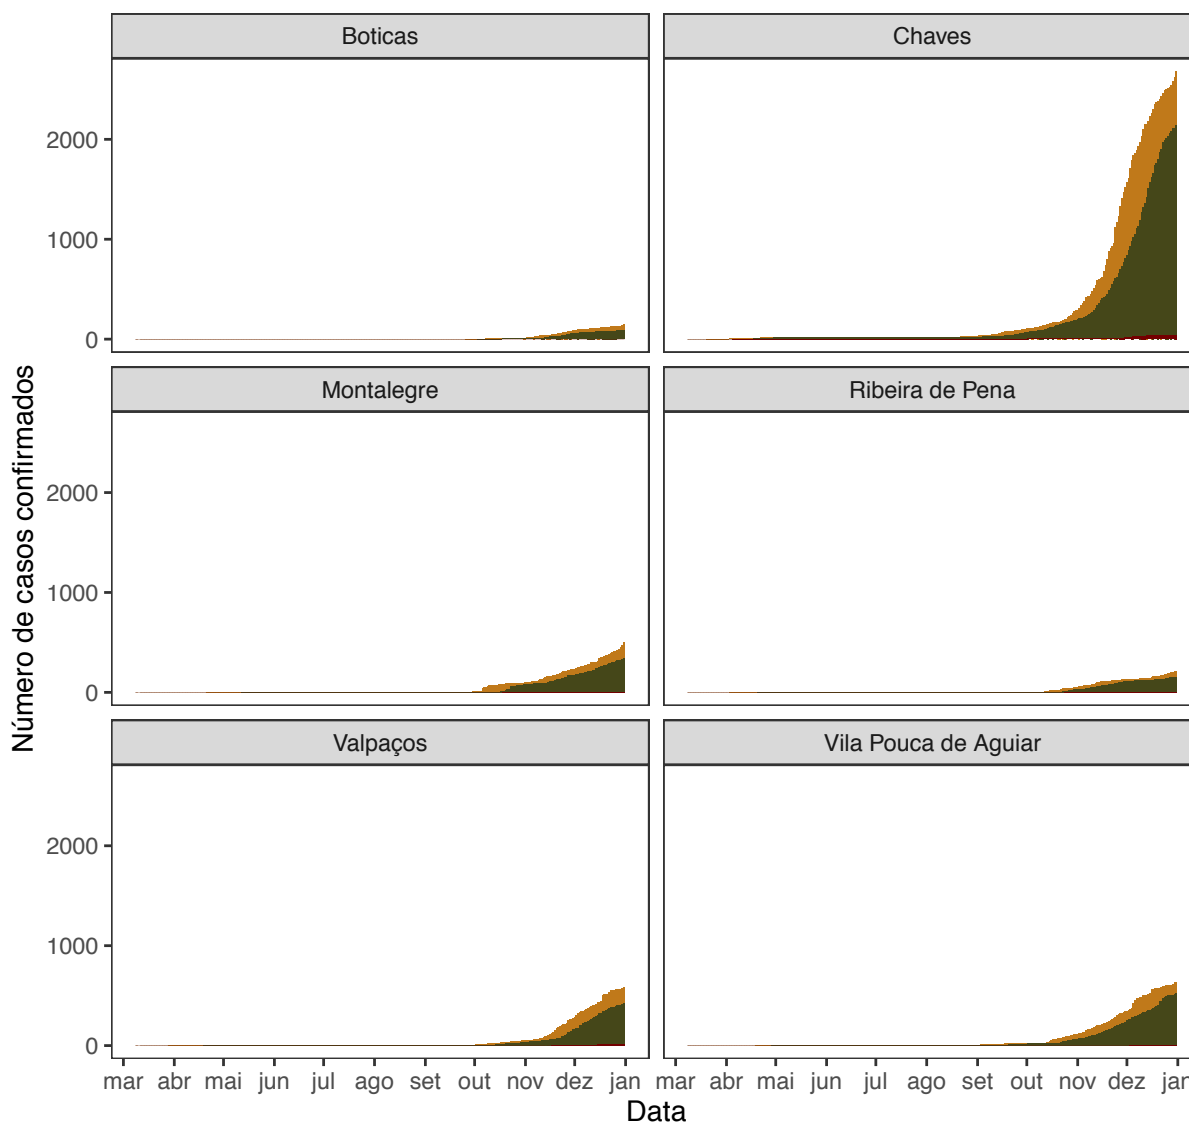 Boticas
Chaves
2000
1000
0
Montalegre
Ribeira de Pena
2000
1000
0
Valpaços
Vila Pouca de Aguiar
2000
1000
0
mar abr mai jun jul ago set out nov dez jan
mar abr mai jun jul ago set out nov dez jan
Data
Número de casos confirmados